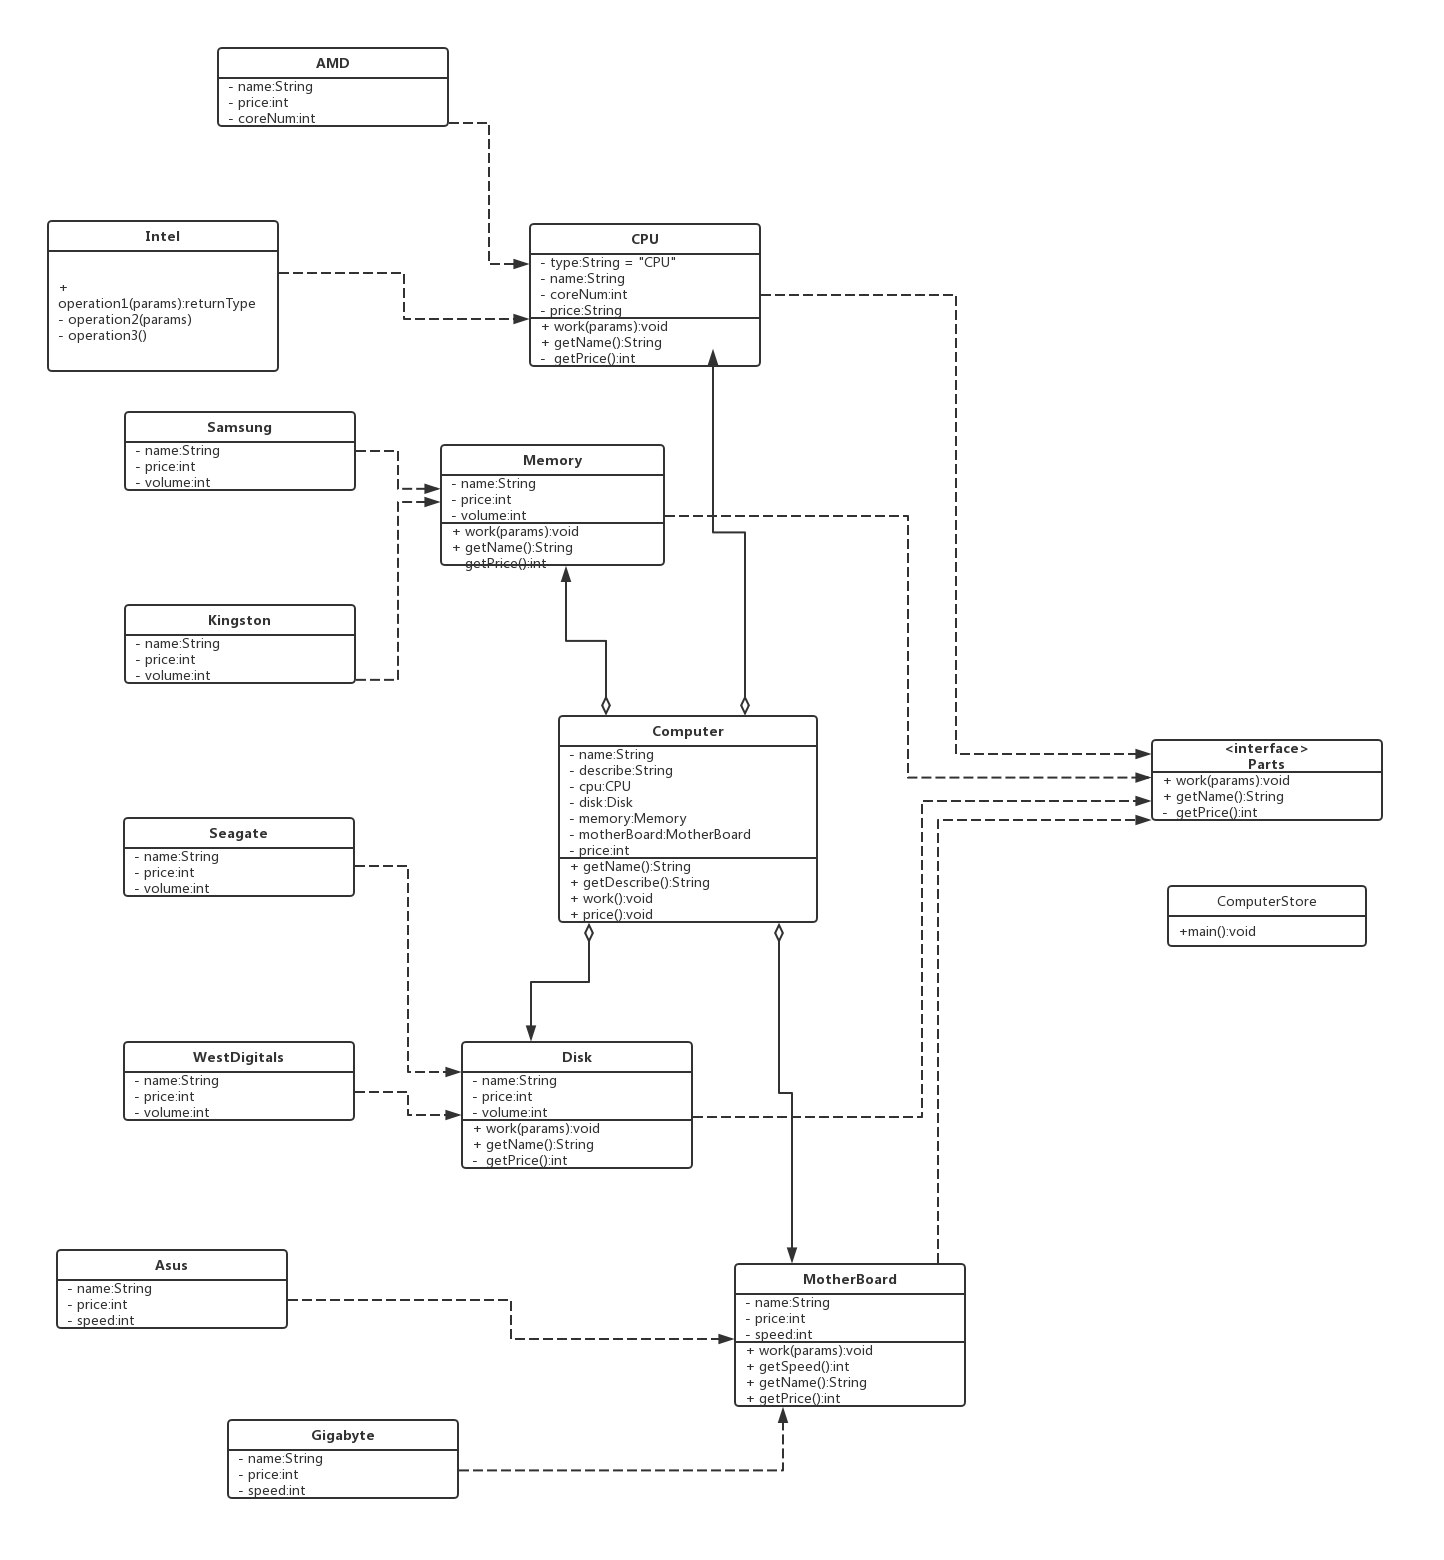 AMD
- name:String
- price:int
- coreNum:int
Intel
+
operation1(params):returnType
- operation2(params)
- operation3()
CPU
- type:String = "CPU"
- name:String
- coreNum:int
- price:String
+ work(params):void
+ getName():String
-  getPrice():int
Samsung
- name:String
- price:int
- volume:int
Memory
- name:String
- price:int
- volume:int
+ work(params):void
+ getName():String
-  getPrice():int
Kingston
- name:String
- price:int
- volume:int
Computer
- name:String
- describe:String
- cpu:CPU
- disk:Disk
- memory:Memory
- motherBoard:MotherBoard
- price:int
+ getName():String
+ getDescribe():String
+ work():void
+ price():void
<interface>
Parts
+ work(params):void
+ getName():String
-  getPrice():int
ComputerStore
+main():void
Seagate
- name:String
- price:int
- volume:int
WestDigitals
- name:String
- price:int
- volume:int
Disk
- name:String
- price:int
- volume:int
+ work(params):void
+ getName():String
-  getPrice():int
Asus
- name:String
- price:int
- speed:int
MotherBoard
- name:String
- price:int
- speed:int
+ work(params):void
+ getSpeed():int
+ getName():String
+ getPrice():int
Gigabyte
- name:String
- price:int
- speed:int